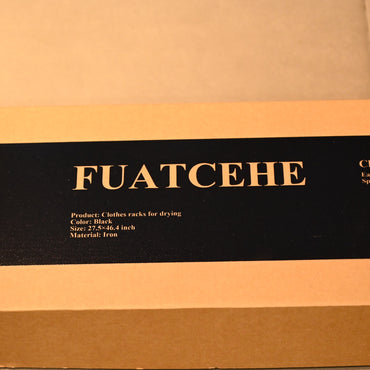 FUATCEHE
Product: Clothes racks for drying
Color: Black
Size: 27.5×46.4 inch
Material: Iron